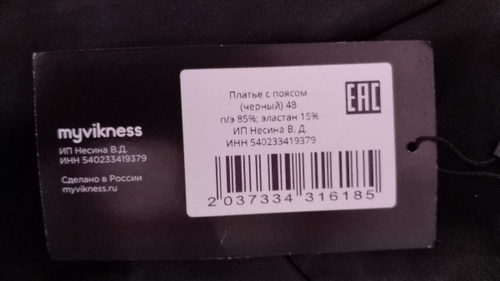 myvikness
ИП Несина В.Д.
ИНН 540233419379
Сделано в России
myvikness.ru
Платье с поясом
(черный) 48
п/э 85%; эластан 15%
ИП Несина В. Д.
ИНН 540233419379
EAC
2 037334 316185